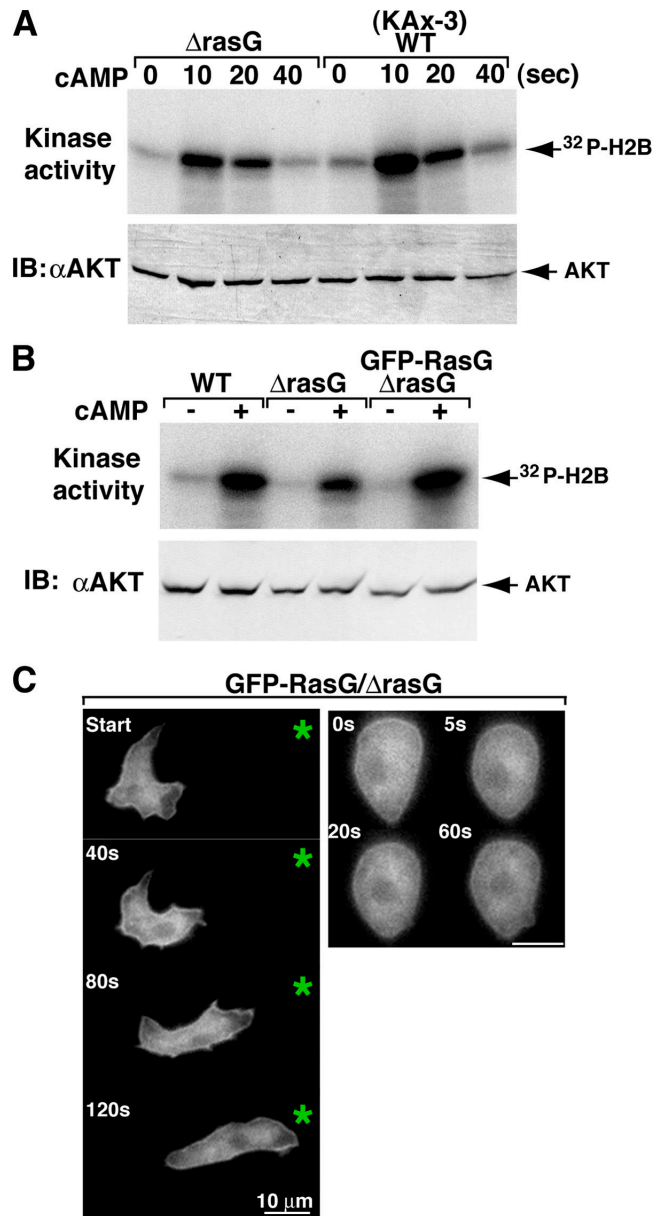 A
(KAx-3)
ΔrasG WT
cAMP 0 10 20 40 0 10 20 40 (sec)
Kinase activity
32P-H2B
IB: αAKT
AKT
B
GFP-RasG
WT ΔrasG ΔrasG
cAMP - + - + - +
Kinase activity
32P-H2B
IB: αAKT
AKT
C
GFP-RasG/ΔrasG
Start
*
0s 5s
40s
*
20s 60s
80s
*
120s
*
10 μm